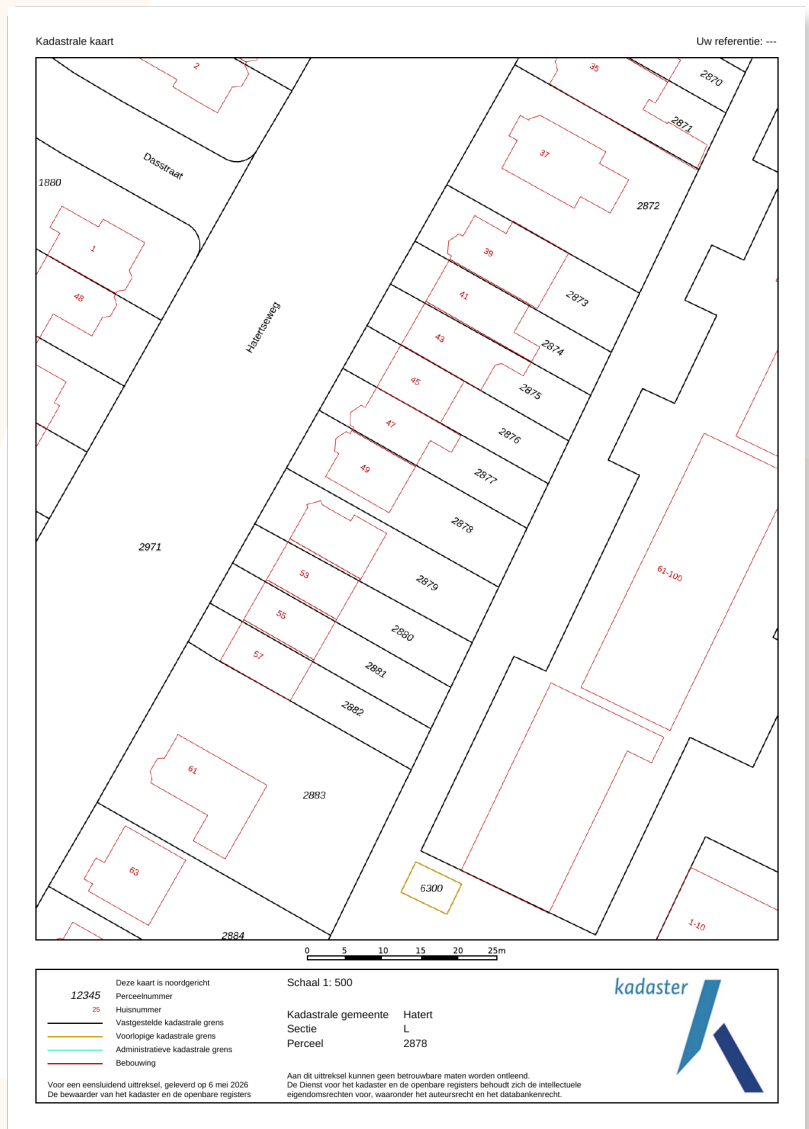 Kadastrale kaart
Uw referentie: ---
2
35
2870
2871
37
Dasstraat
1880
2872
1
39
48
41
2873
Hatertseweg
43
2874
45
2875
47
2876
49
2877
2878
2971
53
2879
61-100
55
2880
57
2881
2882
61
2883
63
6300
1-10
2884
0 5 10 15 20 25m
Deze kaart is noordgericht
12345 Perceelnummer
25 Huisnummer
Vastgestelde kadastrale grens
Voorlopige kadastrale grens
Administratieve kadastrale grens
Bebouwing
Voor een eensluidend uittreksel, geleverd op 6 mei 2026
De bewaarder van het kadaster en de openbare registers
Schaal 1: 500
Kadastrale gemeente Hatert
Sectie L
Perceel 2878
Aan dit uittreksel kunnen geen betrouwbare maten worden ontleend.
De Dienst voor het kadaster en de openbare registers behoudt zich de intellectuele
eigendomsrechten voor, waaronder het auteursrecht en het databankenrecht.
kadaster